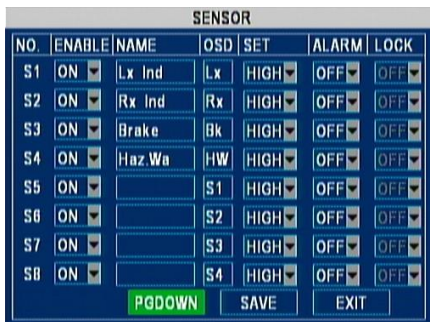 SENSOR
NO. ENABLE NAME OSD SET ALARM LOCK
S1 ON Lx Ind Lx HIGH OFF OFF
S2 ON Rx Ind Rx HIGH OFF OFF
S3 ON Brake Bk HIGH OFF OFF
S4 ON Haz.Wa HW HIGH OFF OFF
S5 ON S1 HIGH OFF OFF
S6 ON S2 HIGH OFF OFF
S7 ON S3 HIGH OFF OFF
S8 ON S4 HIGH OFF OFF
PGDOWN SAVE EXIT